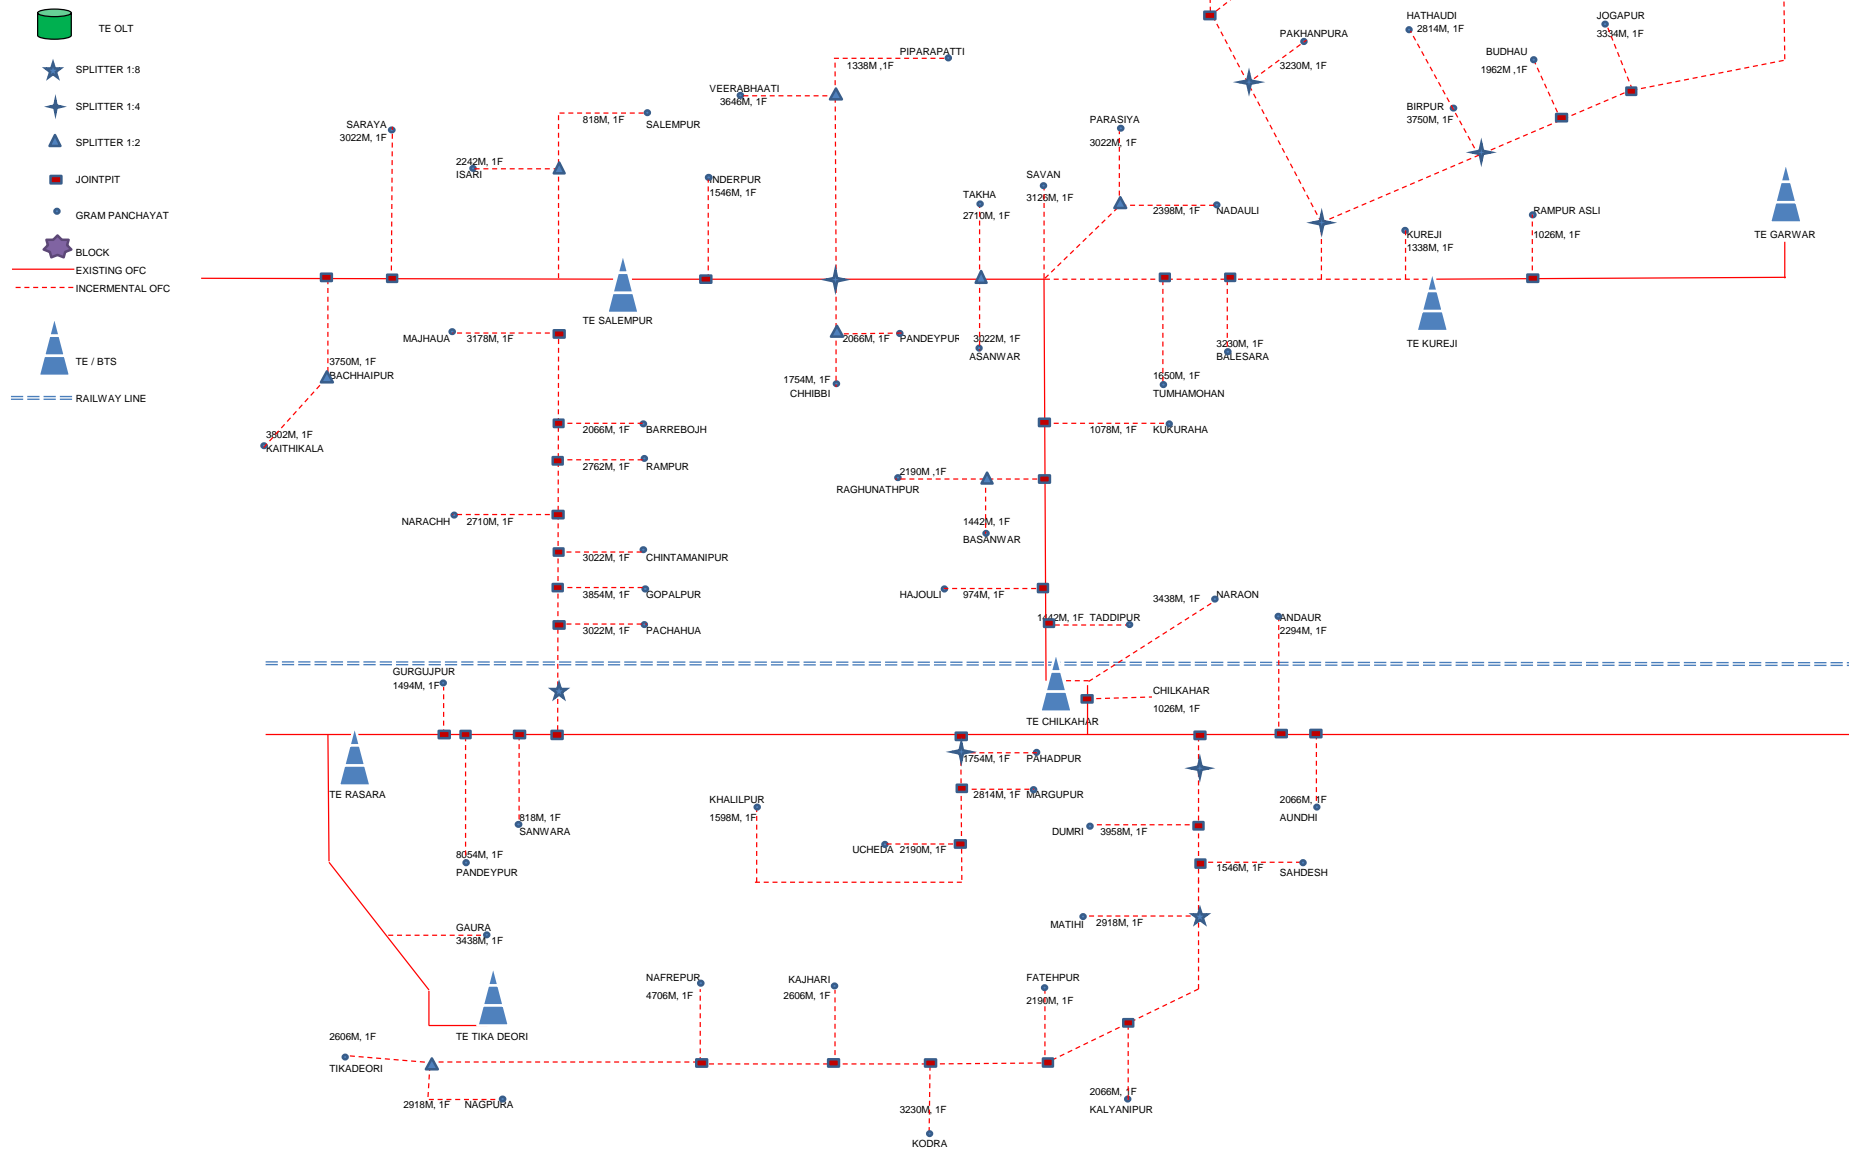 TE OLT
SPLITTER 1:8
SPLITTER 1:4
SPLITTER 1:2
JOINTPIT
GRAM PANCHAYAT
BLOCK
EXISTING OFC
INCERMENTAL OFC
TE / BTS
RAILWAY LINE
PIPARAPATTI
1338M ,1F
VEERABHAATI
3646M, 1F
SARAYA
3022M, 1F
818M, 1F
SALEMPUR
2242M, 1F
ISARI
INDERPUR
1546M, 1F
PAKHANPURA
3230M, 1F
HATHAUDI
2814M, 1F
JOGAPUR
3334M, 1F
BUDHAU
1962M ,1F
BIRPUR
3750M, 1F
PARASIYA
3022M, 1F
SAVAN
3126M, 1F
TAKHA
2710M, 1F
2398M, 1F
NADAULI
KUREJI
1338M, 1F
RAMPUR ASLI
1026M, 1F
TE GARWAR
TE SALEMPUR
TE KUREJI
MAJHAUA
3178M, 1F
2066M, 1F
PANDEYPUR
3022M, 1F
ASANWAR
3230M, 1F
BALESARA
3750M, 1F
BACHHAIPUR
1754M, 1F
CHHIBBI
1650M, 1F
TUMHAMOHAN
3802M, 1F
KAITHIKALA
2066M, 1F
BARREBOJH
1078M, 1F
KUKURAHA
2762M, 1F
RAMPUR
2190M ,1F
RAGHUNATHPUR
NARACHH
2710M, 1F
1442M, 1F
BASANWAR
3022M, 1F
CHINTAMANIPUR
3854M, 1F
GOPALPUR
HAJOULI
974M, 1F
3438M, 1F
NARAON
3022M, 1F
PACHAHUA
1442M, 1F
TADDIPUR
ANDAUR
2294M, 1F
GURGUJPUR
1494M, 1F
CHILKAHAR
1026M, 1F
TE CHILKAHAR
TE RASARA
1754M, 1F
PAHADPUR
2814M, 1F
MARGUPUR
KHALILPUR
1598M, 1F
2066M, 1F
AUNDHI
818M, 1F
SANWARA
DUMRI
3958M, 1F
UCHEDA
2190M, 1F
8054M, 1F
PANDEYPUR
1546M, 1F
SAHDESH
MATIHI
2918M, 1F
GAURA
3438M, 1F
NAFREPUR
4706M, 1F
KAJHARI
2606M, 1F
FATEHPUR
2190M, 1F
TE TIKA DEORI
2606M, 1F
TIKADEORI
2918M, 1F
NAGPURA
2066M, 1F
KALYANIPUR
3230M, 1F
KODRA